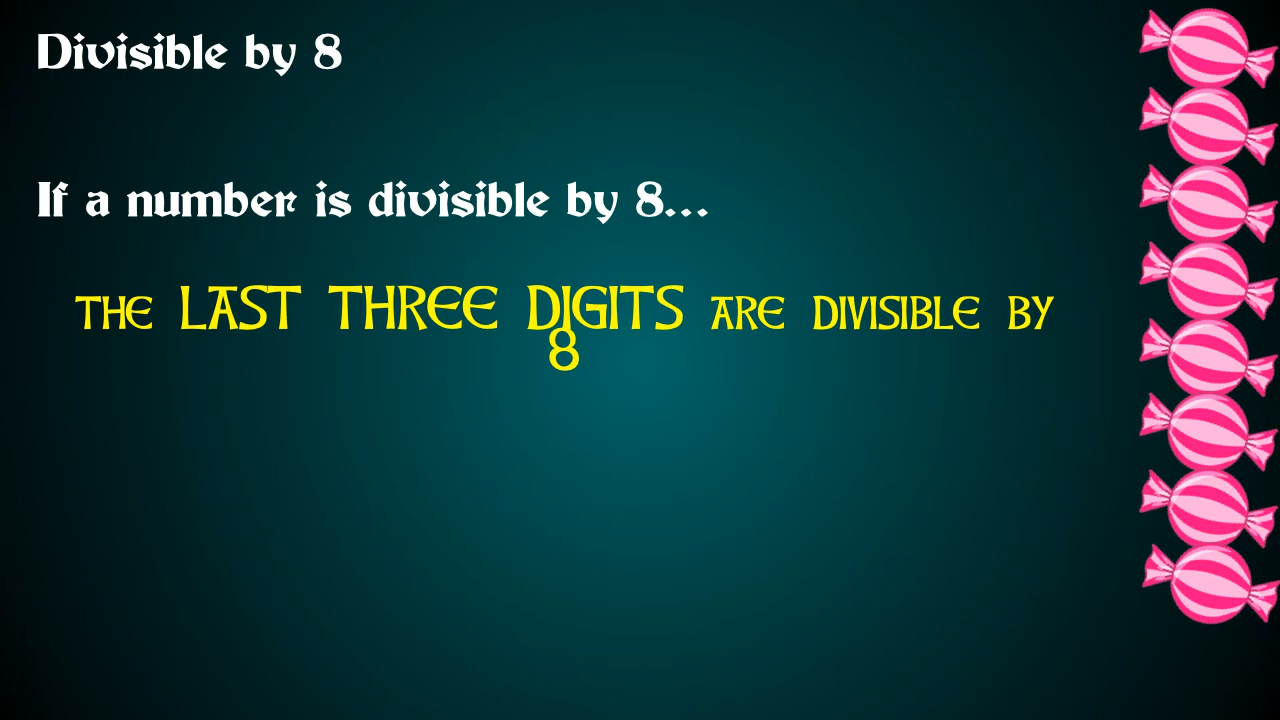 Divisible by 8
If a number is divisible by 8...
THE LAST THREE DIGITS ARE DIVISIBLE BY
8